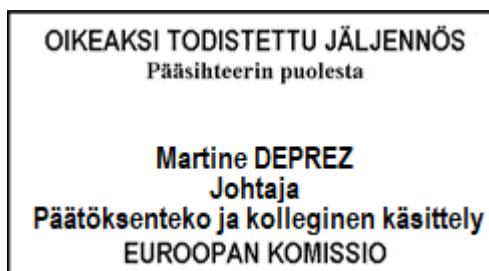 OIKEAKSI TODISTETTU JÄLJENNÖS
Pääsihteerin puolesta
Martine DEPREZ
Johtaja
Päätöksenteko ja kolleginen käsittely
EUROOPAN KOMISSIO